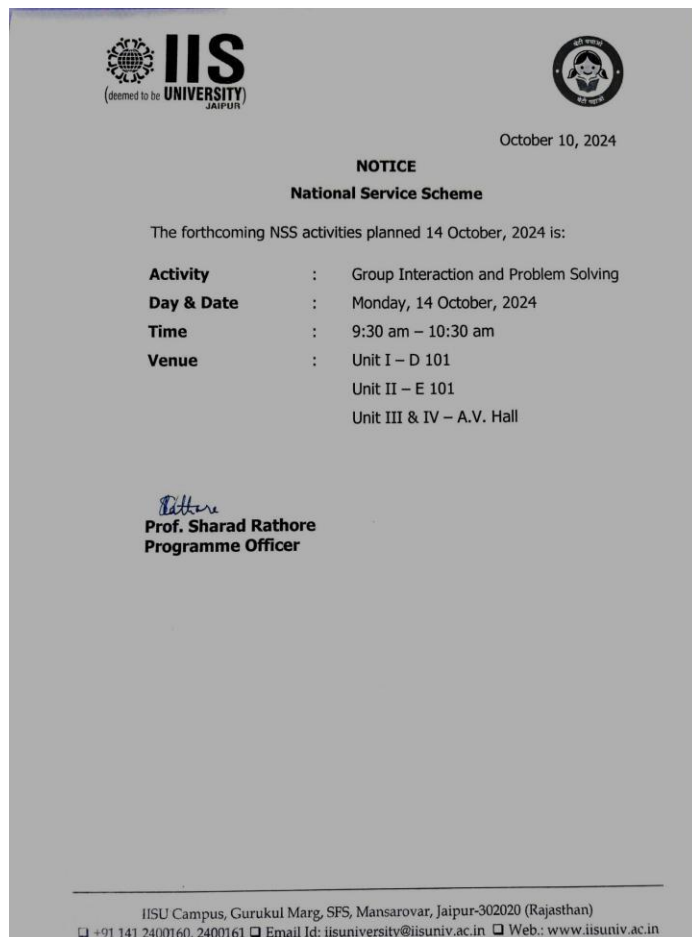 IIS
(deemed to be UNIVERSITY)
JAIPUR
बेटी बचाओ
बेटी पढ़ाओ
October 10, 2024
NOTICE
National Service Scheme
The forthcoming NSS activities planned 14 October, 2024 is:
Activity : Group Interaction and Problem Solving
Day & Date : Monday, 14 October, 2024
Time : 9:30 am – 10:30 am
Venue : Unit I – D 101
Unit II – E 101
Unit III & IV – A.V. Hall
Rathore
Prof. Sharad Rathore
Programme Officer
IISU Campus, Gurukul Marg, SFS, Mansarovar, Jaipur-302020 (Rajasthan)
❑ +91 141 2400160, 2400161 ❑ Email Id: iisuniversity@iisuniv.ac.in ❑ Web.: www.iisuniv.ac.in